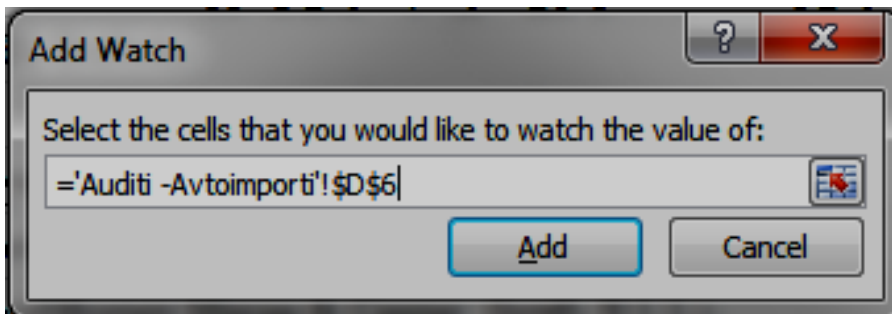 Add Watch
?
X
Select the cells that you would like to watch the value of:
='Auditi -Avtoimporti'!$D$6
Add
Cancel